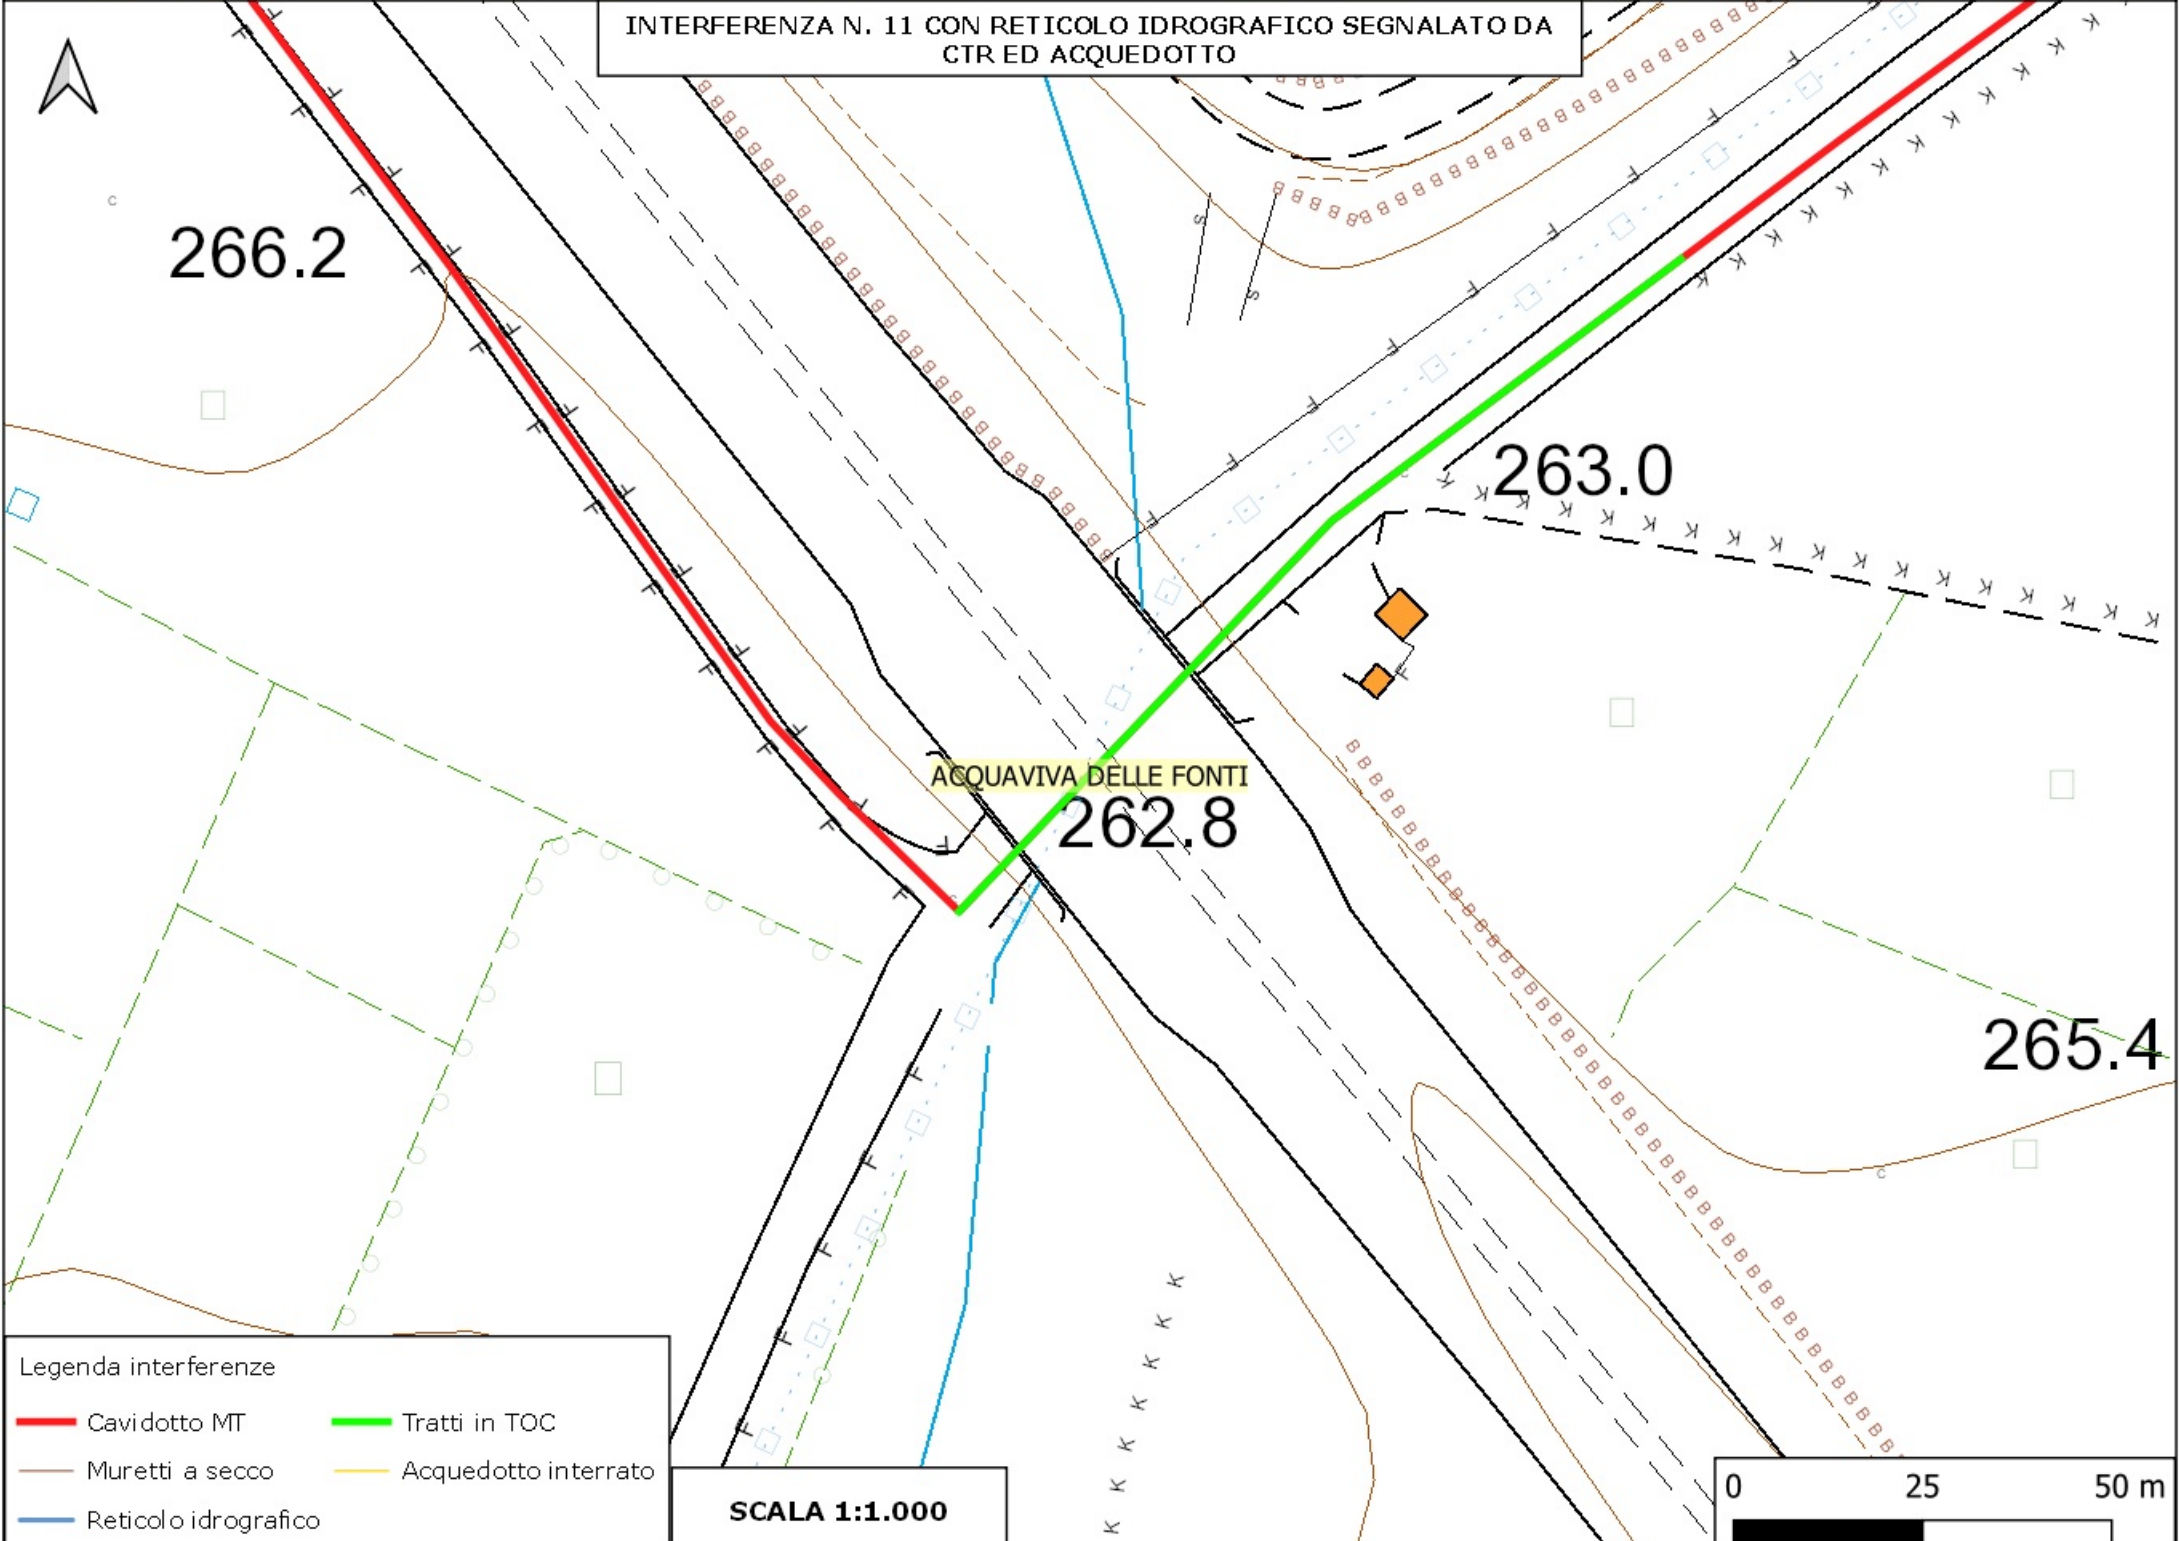 INTERFERENZA N. 11 CON RETICOLO IDROGRAFICO SEGNALATO DA
CTR ED ACQUEDOTTO
266.2
263.0
ACQUAVIVA DELLE FONTI
262.8
265.4
Legenda interferenze
Cavidotto MT
Tratti in TOC
Muretti a secco
Acquedotto interrato
Reticolo idrografico
SCALA 1:1.000
0 25 50 m